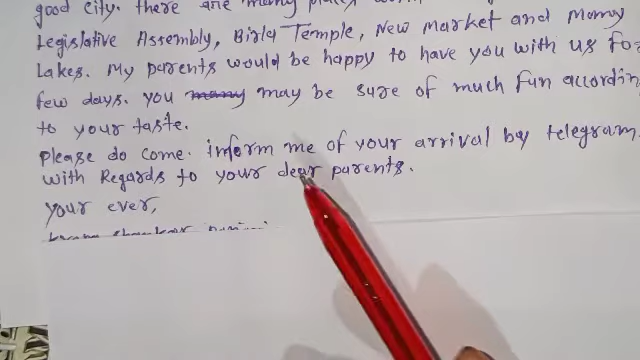 good city. there are many places
Legislative Assembly, Birla Temple, New Market and Many
Lakes. My parents would be happy to have you with us fo
few days. you many may be sure of much fun accordin
to your taste.
please do come. inform me of your arrival by telegram.
with Regards to your dear parents.
your ever,